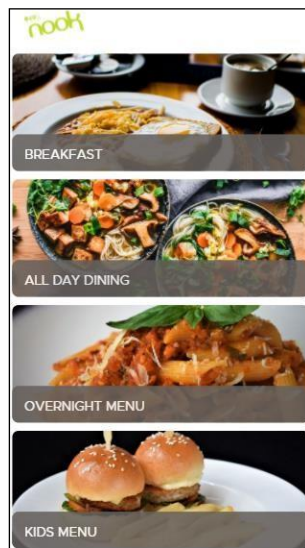 nook
BREAKFAST
ALL DAY DINING
OVERNIGHT MENU
KIDS MENU